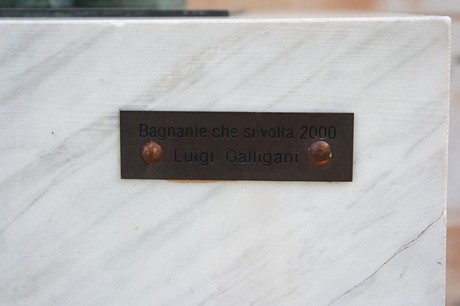 Bagnante che si volta 2000
Luigi Galligani